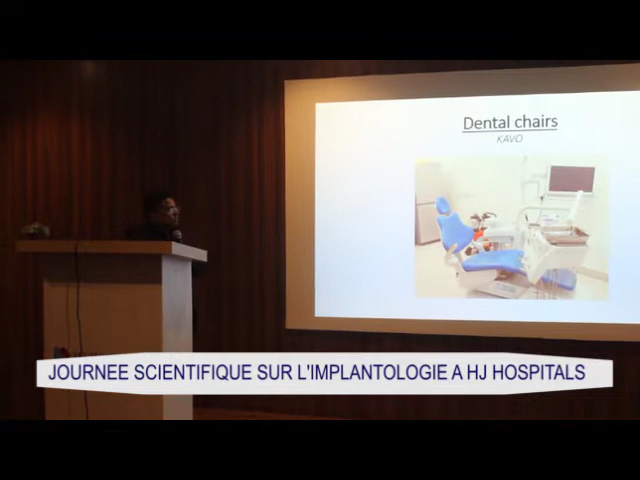 Dental chairs
KAVO
JOURNEE SCIENTIFIQUE SUR L'IMPLANTOLOGIE A HJ HOSPITALS